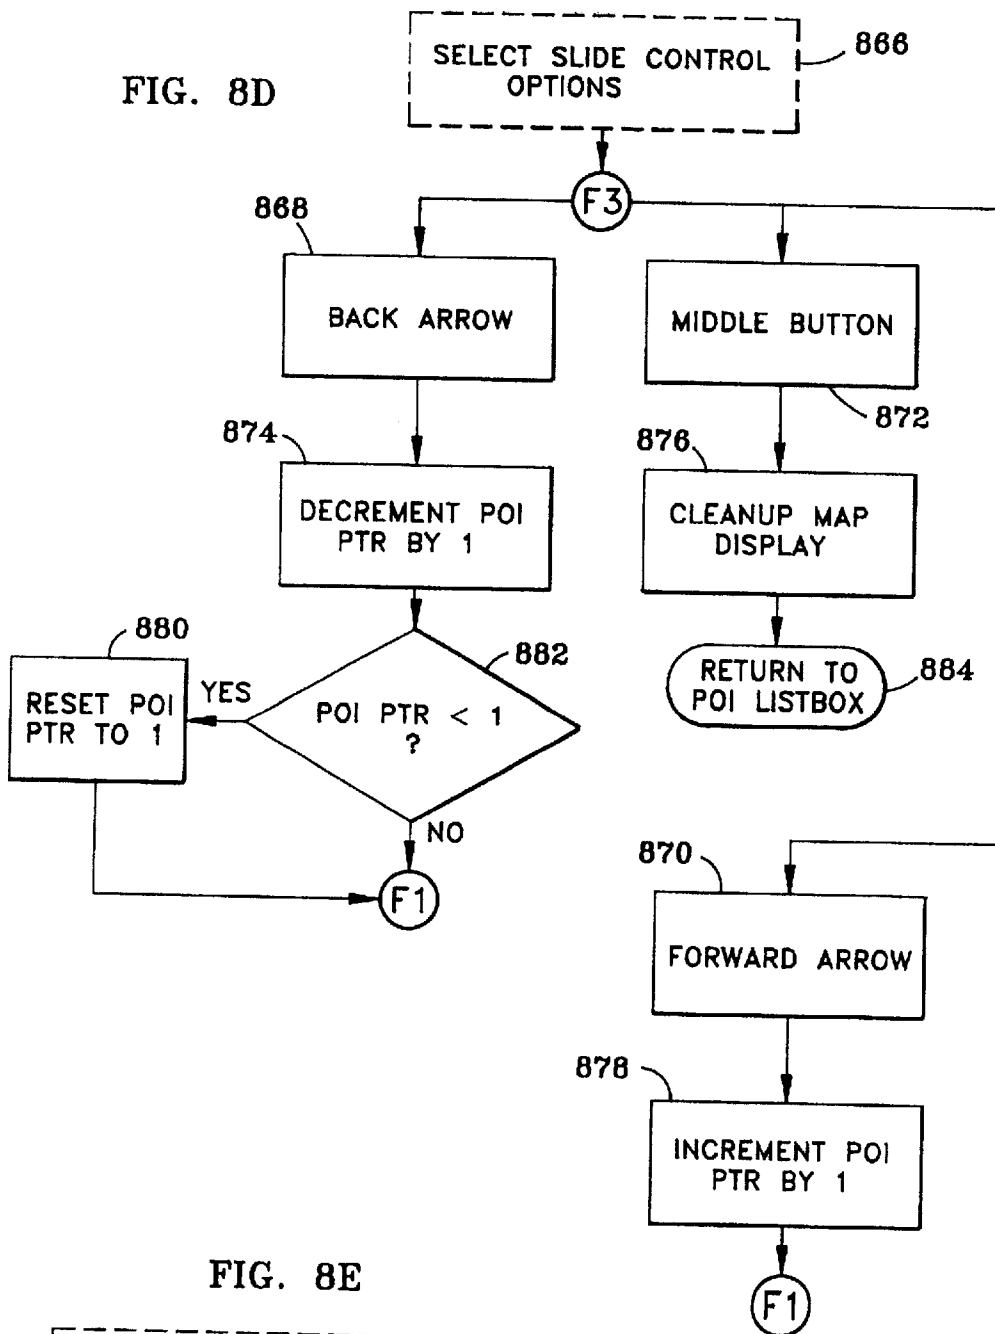 FIG. 8D
SELECT SLIDE CONTROL
OPTIONS
866
F3
868
BACK ARROW
MIDDLE BUTTON
872
874
DECREMENT POI
PTR BY 1
876
CLEANUP MAP
DISPLAY
880
RESET POI
PTR TO 1
YES
882
POI PTR < 1
?
NO
F1
RETURN TO
POI LISTBOX
884
870
FORWARD ARROW
878
INCREMENT POI
PTR BY 1
F1
FIG. 8E